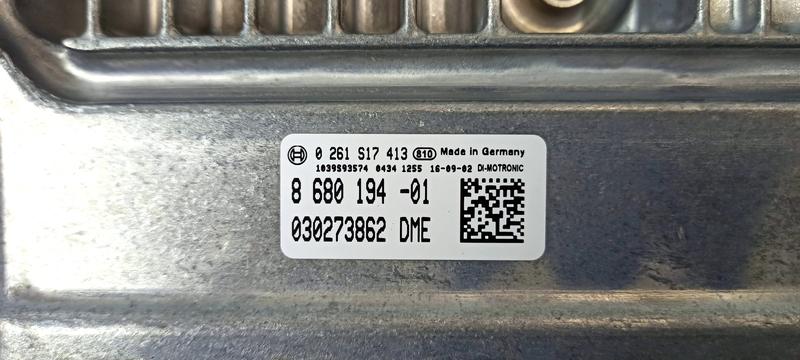 0 261 S17 413 810 Made in Germany
1039S93574 0434 1255 16-09-02 DI-MOTRONIC
8 680 194 -01
030273862 DME